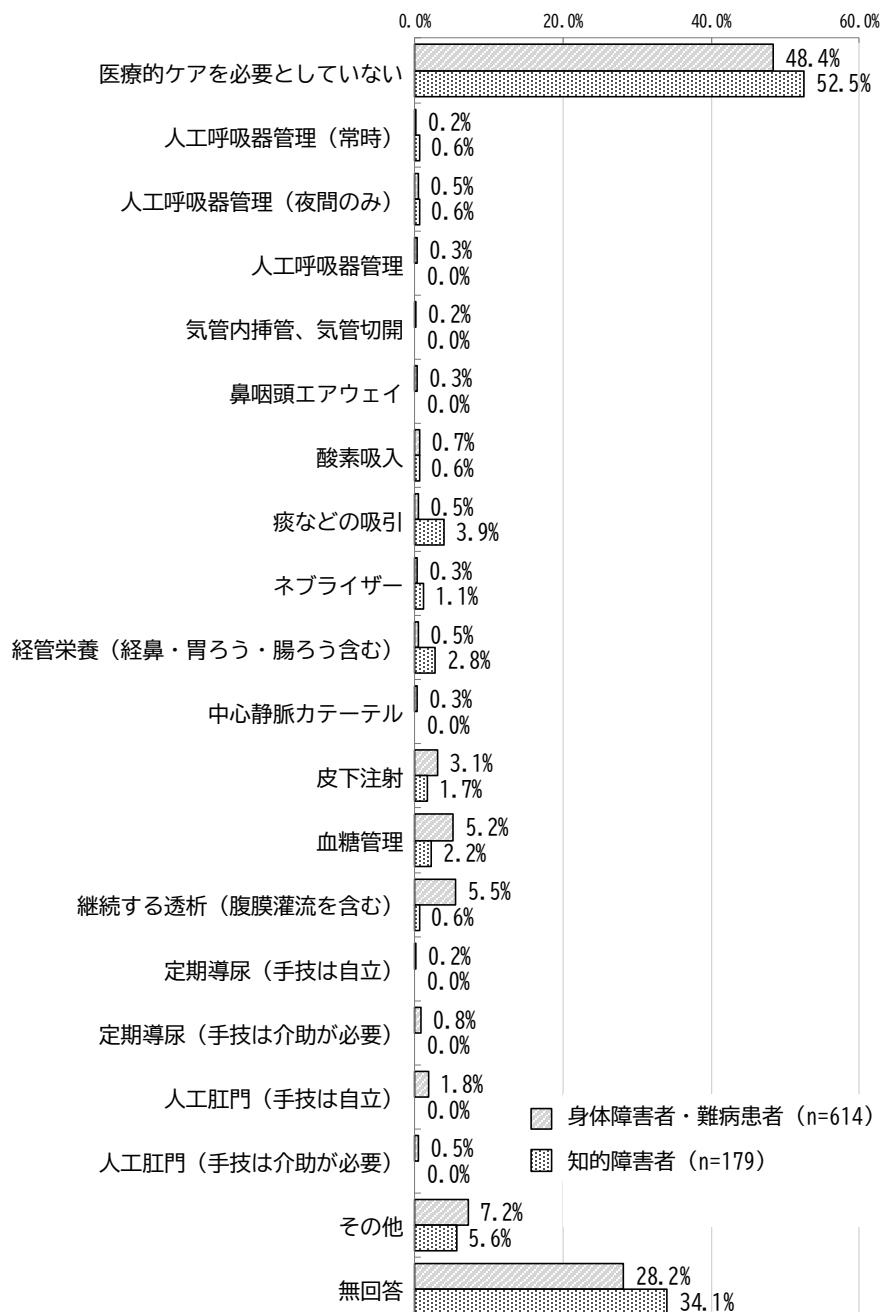 0.0% 20.0% 40.0% 60.0%
医療的ケアを必要としていない
48.4%
52.5%
人工呼吸器管理（常時）
0.2%
0.6%
人工呼吸器管理（夜間のみ）
0.5%
0.6%
人工呼吸器管理
0.3%
0.0%
気管内挿管、気管切開
0.2%
0.0%
鼻咽頭エアウェイ
0.3%
0.0%
酸素吸入
0.7%
0.6%
痰などの吸引
0.5%
3.9%
ネブライザー
0.3%
1.1%
経管栄養（経鼻・胃ろう・腸ろう含む）
0.5%
2.8%
中心静脈カテーテル
0.3%
0.0%
皮下注射
3.1%
1.7%
血糖管理
5.2%
2.2%
継続する透析（腹膜灌流を含む）
5.5%
0.6%
定期導尿（手技は自立）
0.2%
0.0%
定期導尿（手技は介助が必要）
0.8%
0.0%
人工肛門（手技は自立）
1.8%
0.0%
人工肛門（手技は介助が必要）
0.5%
0.0%
その他
7.2%
5.6%
無回答
28.2%
34.1%
身体障害者・難病患者（n=614）
知的障害者（n=179）